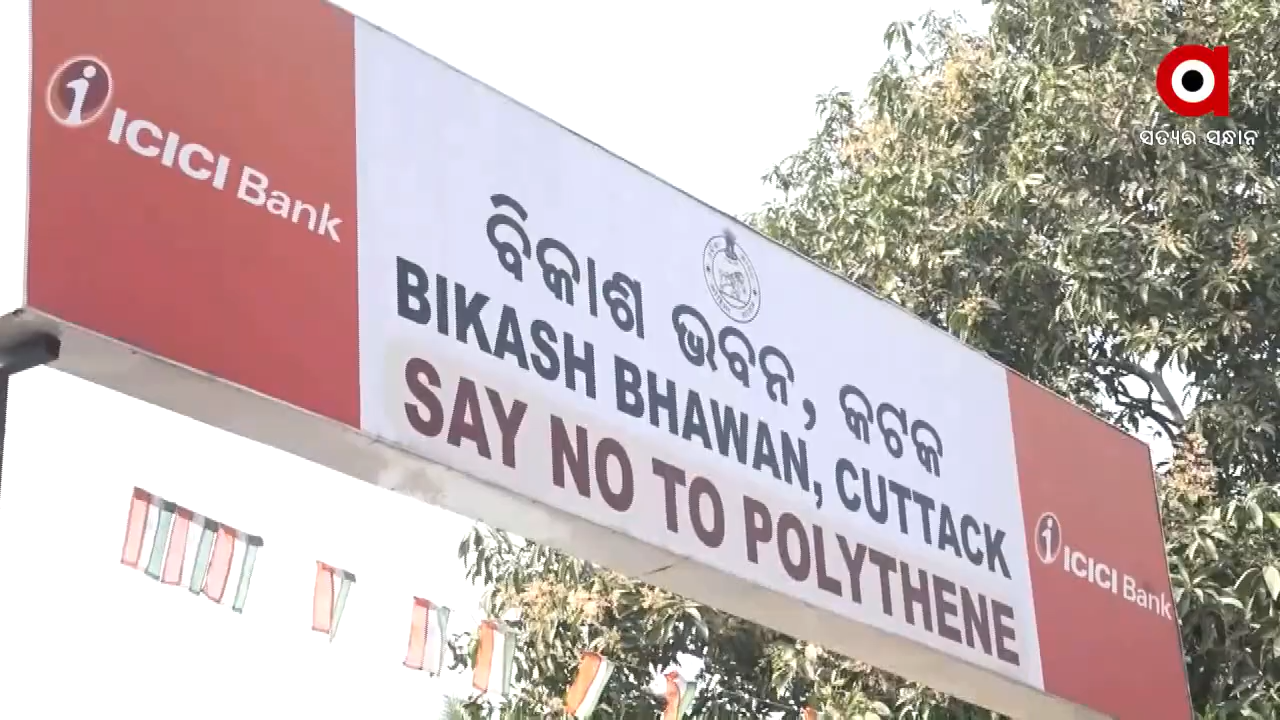 ସତ୍ୟର ସନ୍ଧାନ
i ICICI Bank
ବିକାଶ ଭବନ, କଟକ
BIKASH BHAWAN, CUTTACK
SAY NO TO POLYTHENE
i ICICI Bank